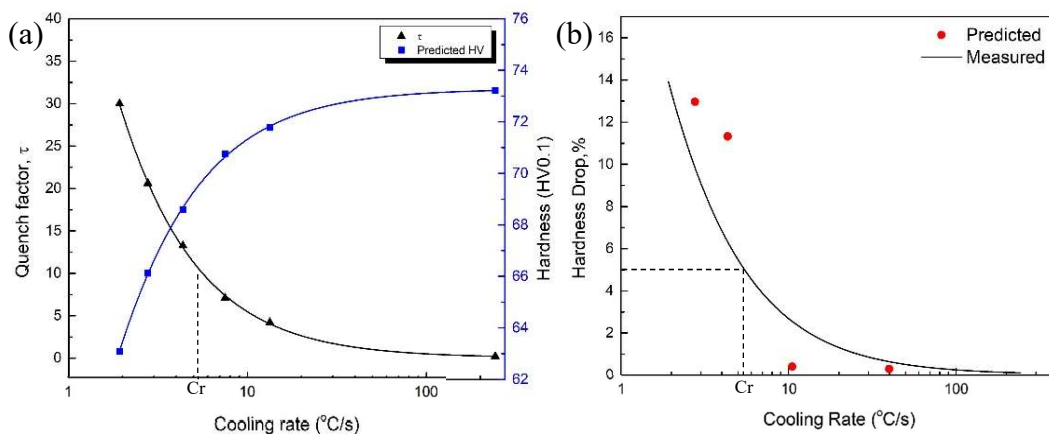 (a)
40
35
30
25
20
15
10
5
0
Quench factor, τ
τ
Predicted HV
76
74
72
70
68
66
64
62
Hardness (HV0.1)
1
Cr
10
100
Cooling rate (°C/s)
(b)
16
14
12
10
8
6
4
2
0
Hardness Drop,%
Predicted
Measured
1
Cr
10
100
Cooling Rate (°C/s)